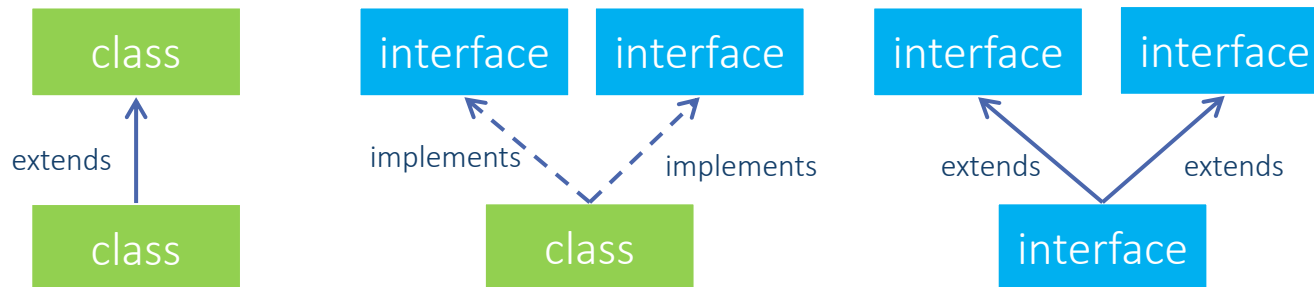 class
extends
class
interface
interface
implements
implements
class
interface
interface
extends
extends
interface